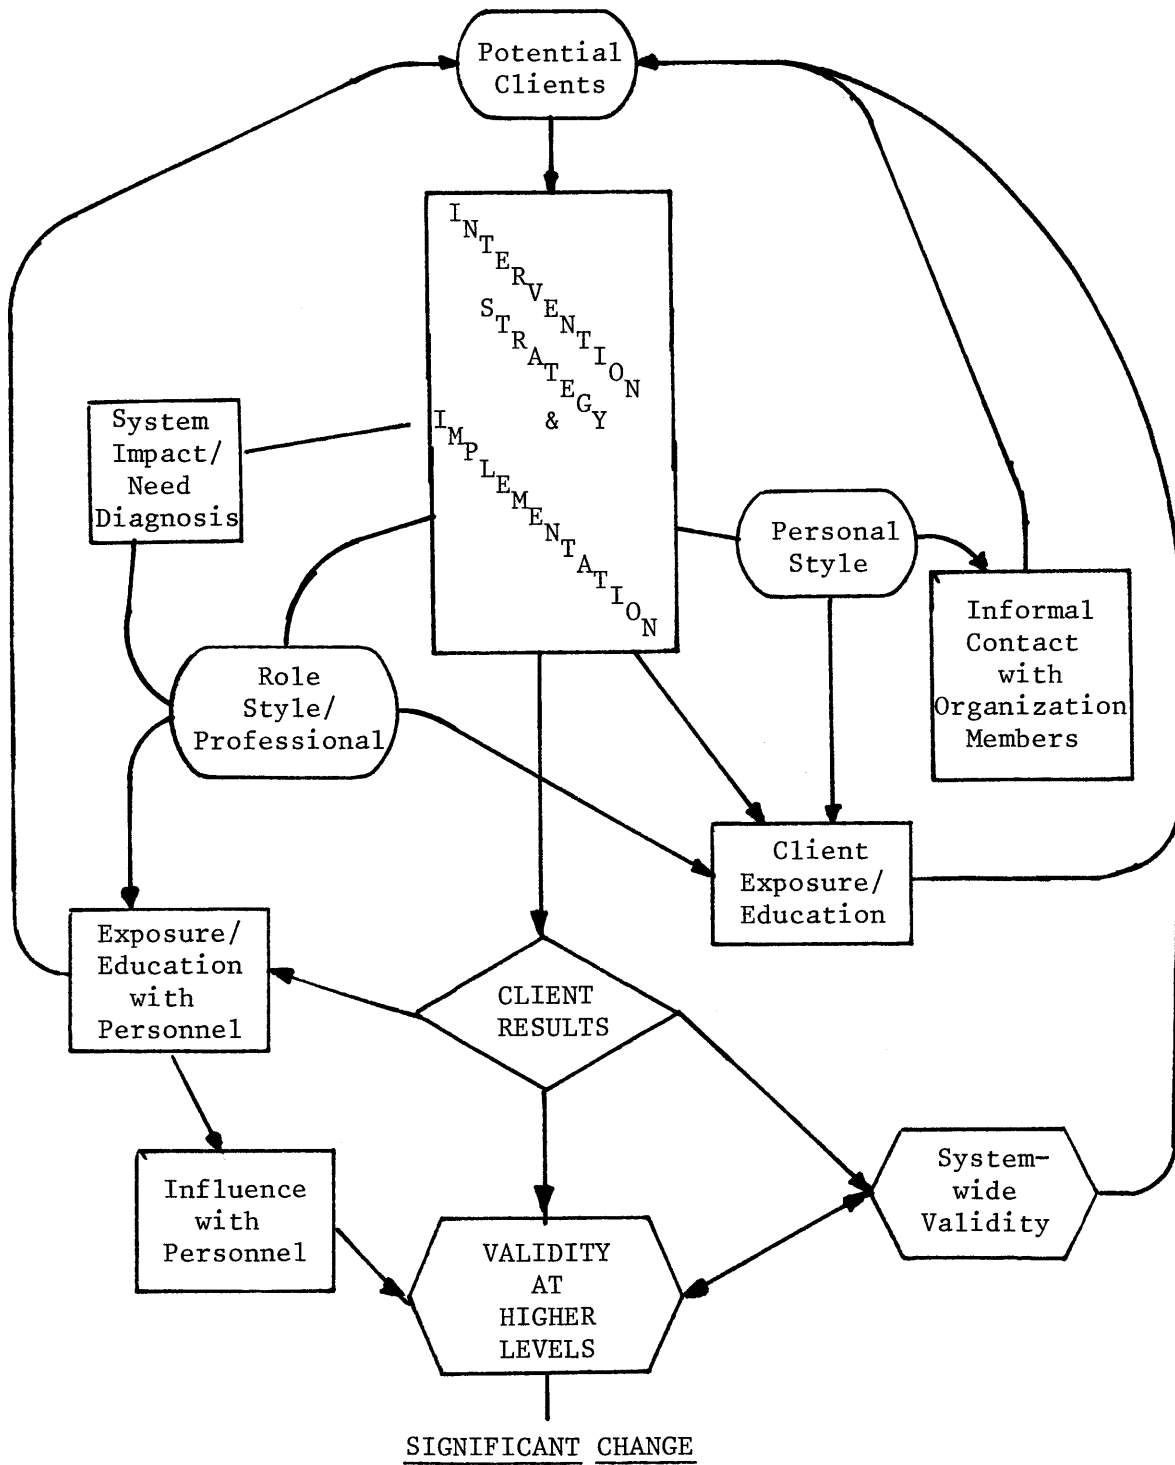 Potential
Clients
INTERVENTION
STRATEGY
&
IMPLEMENTATION
System
Impact/
Need
Diagnosis
Personal
Style
Informal
Contact
with
Organization
Members
Role
Style/
Professional
Client
Exposure/
Education
Exposure/
Education
with
Personnel
CLIENT
RESULTS
System-
wide
Validity
Influence
with
Personnel
VALIDITY
AT
HIGHER
LEVELS
SIGNIFICANT CHANGE